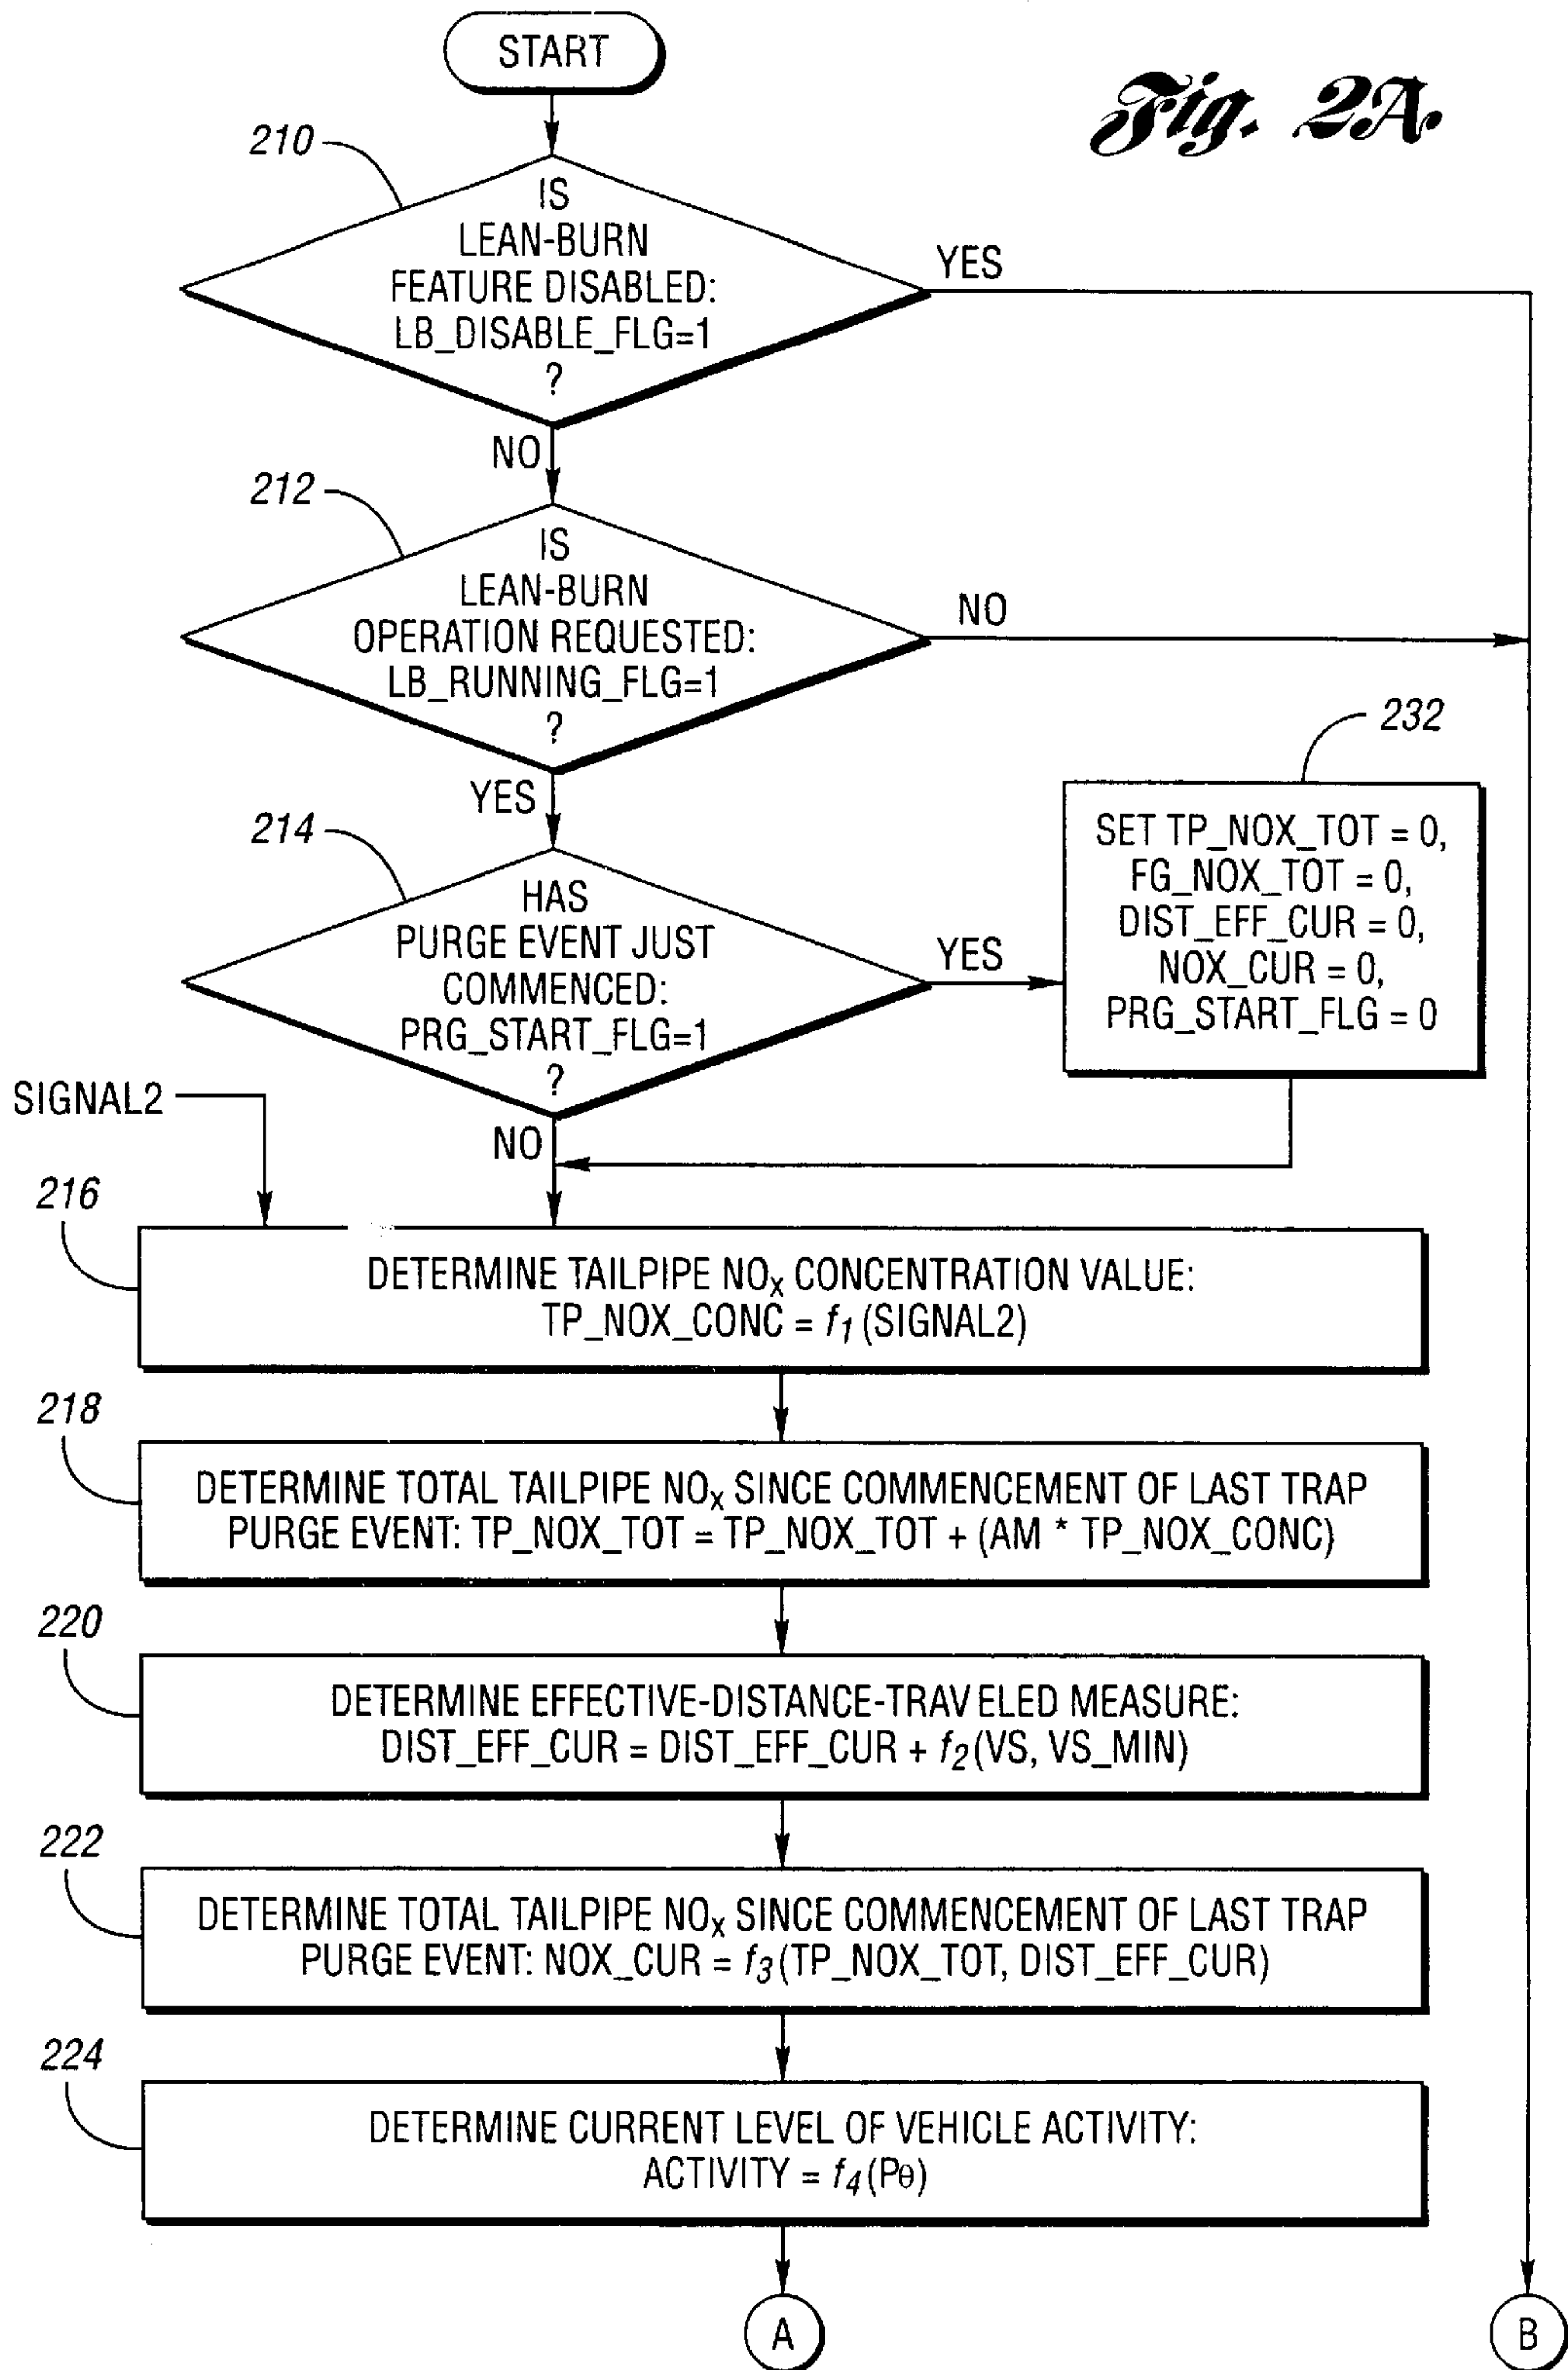 START
Fig. 2A.
210
IS
LEAN-BURN
FEATURE DISABLED:
LB_DISABLE_FLG=1
?
YES
NO
212
IS
LEAN-BURN
OPERATION REQUESTED:
LB_RUNNING_FLG=1
?
NO
YES
232
SET TP_NOX_TOT = 0,
FG_NOX_TOT = 0,
DIST_EFF_CUR = 0,
NOX_CUR = 0,
PRG_START_FLG = 0
214
HAS
PURGE EVENT JUST
COMMENCED:
PRG_START_FLG=1
?
YES
NO
SIGNAL2
216
DETERMINE TAILPIPE NOx CONCENTRATION VALUE:
TP_NOX_CONC = f1 (SIGNAL2)
218
DETERMINE TOTAL TAILPIPE NOx SINCE COMMENCEMENT OF LAST TRAP
PURGE EVENT: TP_NOX_TOT = TP_NOX_TOT + (AM * TP_NOX_CONC)
220
DETERMINE EFFECTIVE-DISTANCE-TRAVELED MEASURE:
DIST_EFF_CUR = DIST_EFF_CUR + f2(VS, VS_MIN)
222
DETERMINE TOTAL TAILPIPE NOx SINCE COMMENCEMENT OF LAST TRAP
PURGE EVENT: NOX_CUR = f3(TP_NOX_TOT, DIST_EFF_CUR)
224
DETERMINE CURRENT LEVEL OF VEHICLE ACTIVITY:
ACTIVITY = f4(Pθ)
A
B